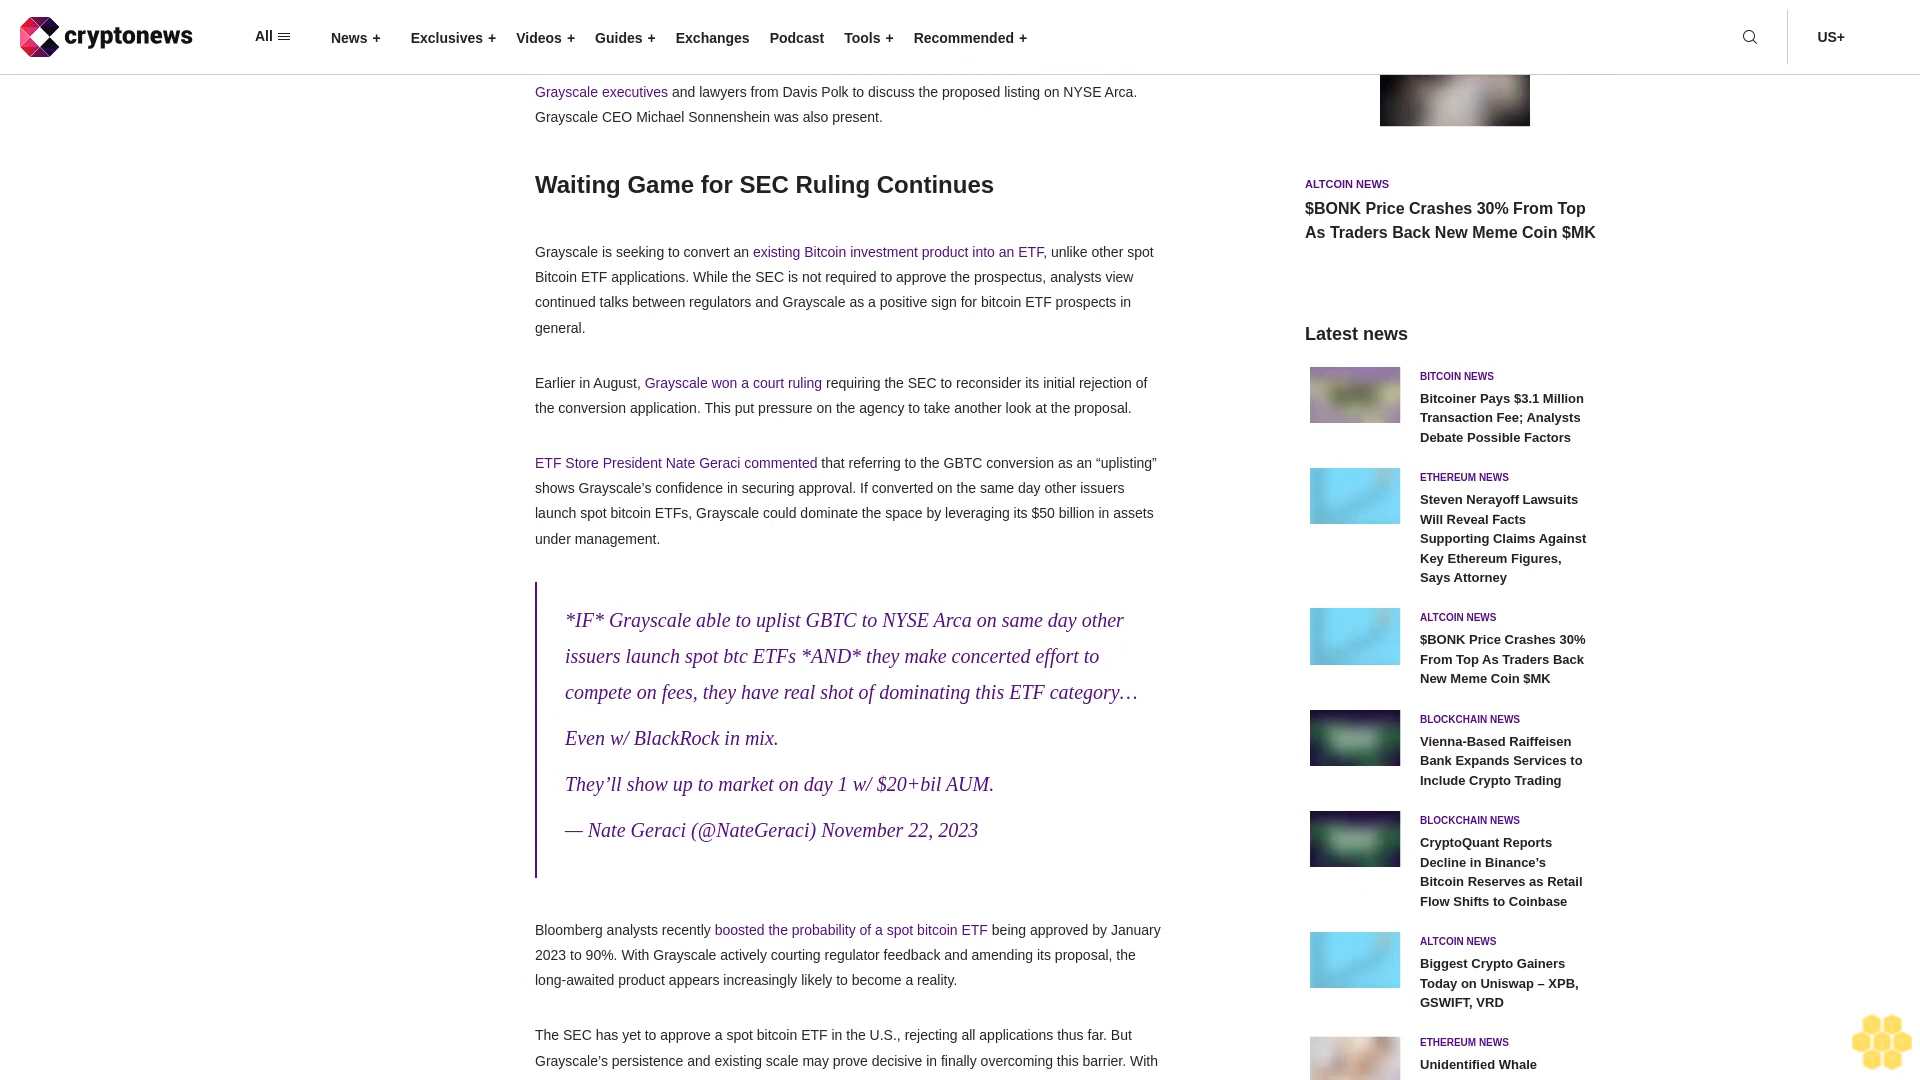 cryptonews
All
News +
Exclusives +
Videos +
Guides +
Exchanges
Podcast
Tools +
Recommended +
US+
Grayscale executives and lawyers from Davis Polk to discuss the proposed listing on NYSE Arca.
Grayscale CEO Michael Sonnenshein was also present.
Waiting Game for SEC Ruling Continues
Grayscale is seeking to convert an existing Bitcoin investment product into an ETF, unlike other spot
Bitcoin ETF applications. While the SEC is not required to approve the prospectus, analysts view
continued talks between regulators and Grayscale as a positive sign for bitcoin ETF prospects in
general.
Earlier in August, Grayscale won a court ruling requiring the SEC to reconsider its initial rejection of
the conversion application. This put pressure on the agency to take another look at the proposal.
ETF Store President Nate Geraci commented that referring to the GBTC conversion as an “uplisting”
shows Grayscale’s confidence in securing approval. If converted on the same day other issuers
launch spot bitcoin ETFs, Grayscale could dominate the space by leveraging its $50 billion in assets
under management.
*IF* Grayscale able to uplist GBTC to NYSE Arca on same day other
issuers launch spot btc ETFs *AND* they make concerted effort to
compete on fees, they have real shot of dominating this ETF category…
Even w/ BlackRock in mix.
They’ll show up to market on day 1 w/ $20+bil AUM.
— Nate Geraci (@NateGeraci) November 22, 2023
Bloomberg analysts recently boosted the probability of a spot bitcoin ETF being approved by January
2023 to 90%. With Grayscale actively courting regulator feedback and amending its proposal, the
long-awaited product appears increasingly likely to become a reality.
The SEC has yet to approve a spot bitcoin ETF in the U.S., rejecting all applications thus far. But
Grayscale’s persistence and existing scale may prove decisive in finally overcoming this barrier. With
ALTCOIN NEWS
$BONK Price Crashes 30% From Top
As Traders Back New Meme Coin $MK
Latest news
BITCOIN NEWS
Bitcoiner Pays $3.1 Million
Transaction Fee; Analysts
Debate Possible Factors
ETHEREUM NEWS
Steven Nerayoff Lawsuits
Will Reveal Facts
Supporting Claims Against
Key Ethereum Figures,
Says Attorney
ALTCOIN NEWS
$BONK Price Crashes 30%
From Top As Traders Back
New Meme Coin $MK
BLOCKCHAIN NEWS
Vienna-Based Raiffeisen
Bank Expands Services to
Include Crypto Trading
BLOCKCHAIN NEWS
CryptoQuant Reports
Decline in Binance’s
Bitcoin Reserves as Retail
Flow Shifts to Coinbase
ALTCOIN NEWS
Biggest Crypto Gainers
Today on Uniswap – XPB,
GSWIFT, VRD
ETHEREUM NEWS
Unidentified Whale